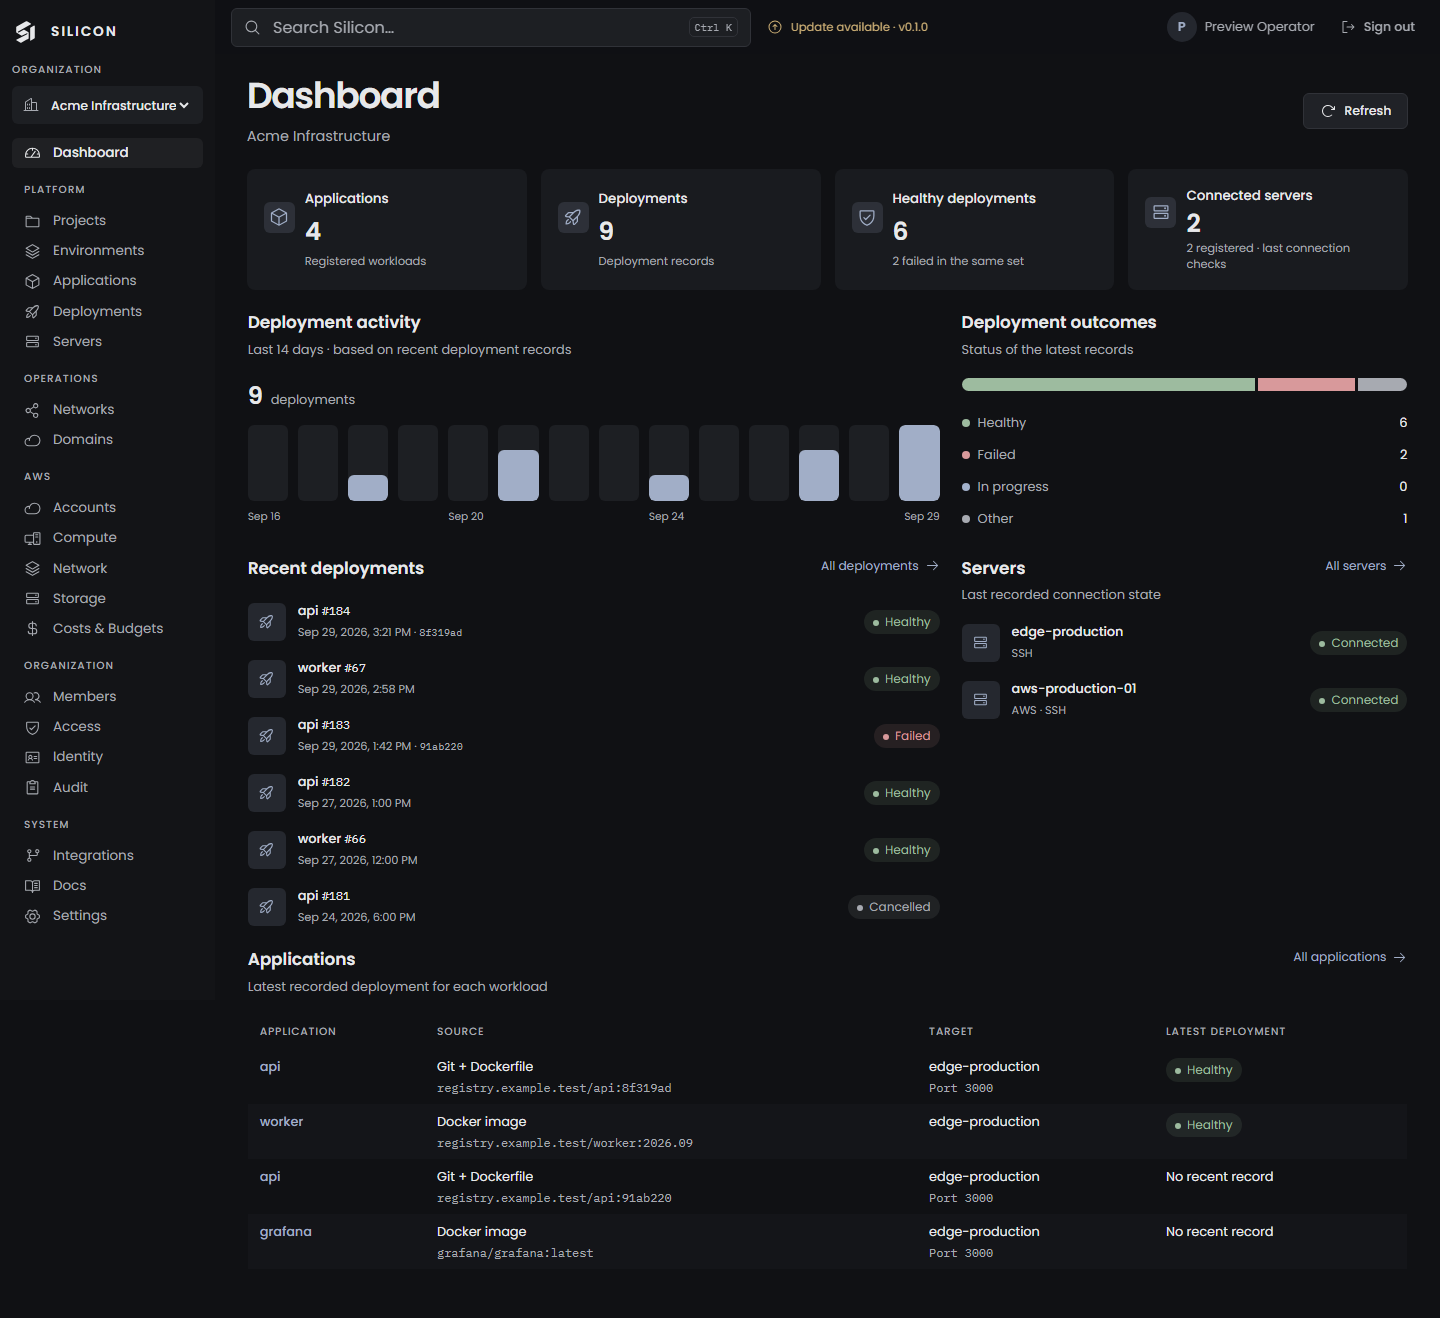 SILICON
Search Silicon...
Ctrl K
Update available · v0.1.0
P
Preview Operator
Sign out
ORGANIZATION
Acme Infrastructure
Dashboard
PLATFORM
Projects
Environments
Applications
Deployments
Servers
OPERATIONS
Networks
Domains
AWS
Accounts
Compute
Network
Storage
Costs & Budgets
ORGANIZATION
Members
Access
Identity
Audit
SYSTEM
Integrations
Docs
Settings
Dashboard
Acme Infrastructure
Refresh
Applications
4
Registered workloads
Deployments
9
Deployment records
Healthy deployments
6
2 failed in the same set
Connected servers
2
2 registered · last connection
checks
Deployment activity
Last 14 days · based on recent deployment records
9 deployments
Sep 16
Sep 20
Sep 24
Sep 29
Deployment outcomes
Status of the latest records
Healthy 6
Failed 2
In progress 0
Other 1
Recent deployments
All deployments
api #184
Sep 29, 2026, 3:21 PM · 8f319ad
Healthy
worker #67
Sep 29, 2026, 2:58 PM
Healthy
api #183
Sep 29, 2026, 1:42 PM · 91ab220
Failed
api #182
Sep 27, 2026, 1:00 PM
Healthy
worker #66
Sep 27, 2026, 12:00 PM
Healthy
api #181
Sep 24, 2026, 6:00 PM
Cancelled
Servers
All servers
Last recorded connection state
edge-production
SSH
Connected
aws-production-01
AWS · SSH
Connected
Applications
All applications
Latest recorded deployment for each workload
APPLICATION SOURCE TARGET LATEST DEPLOYMENT
api Git + Dockerfile edge-production Healthy
registry.example.test/api:8f319ad Port 3000
worker Docker image edge-production Healthy
registry.example.test/worker:2026.09
api Git + Dockerfile edge-production No recent record
registry.example.test/api:91ab220 Port 3000
grafana Docker image edge-production No recent record
grafana/grafana:latest Port 3000